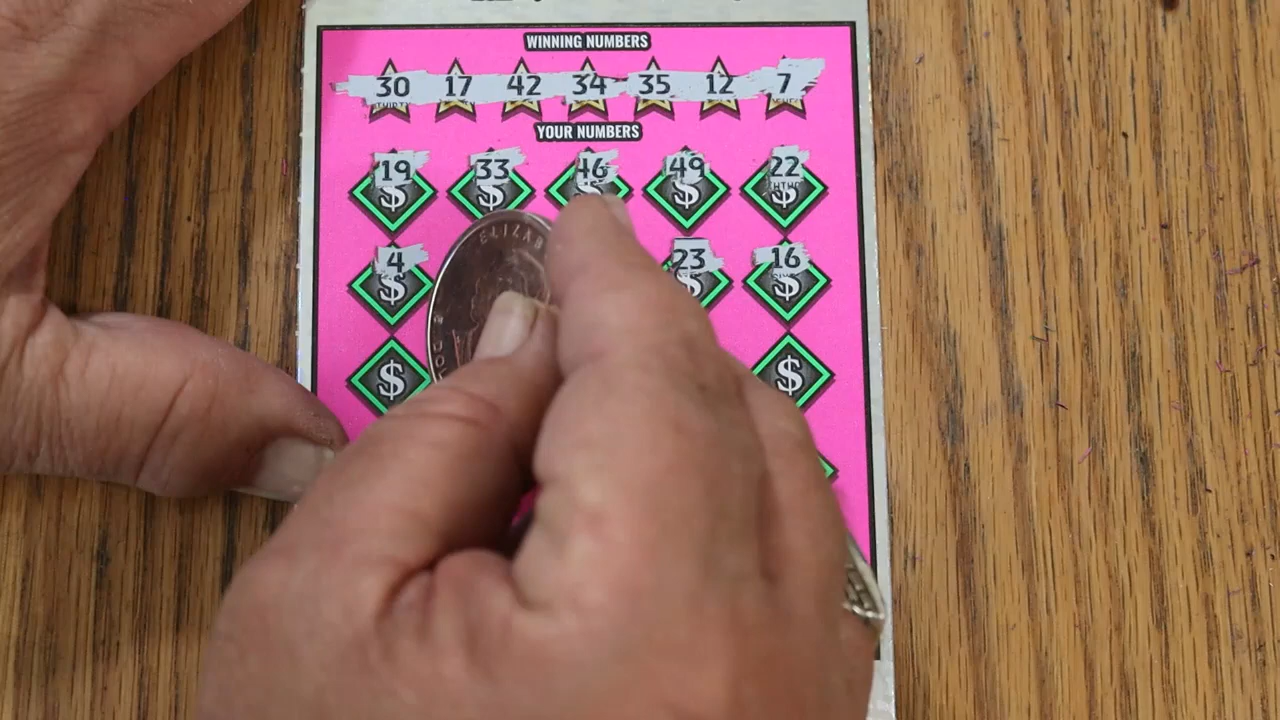 WINNING NUMBERS
30 17 42 34 35 12 7
YOUR NUMBERS
19 33 46 49 22
$ $ $ $ $
4 23 16
$ $ $
$ $